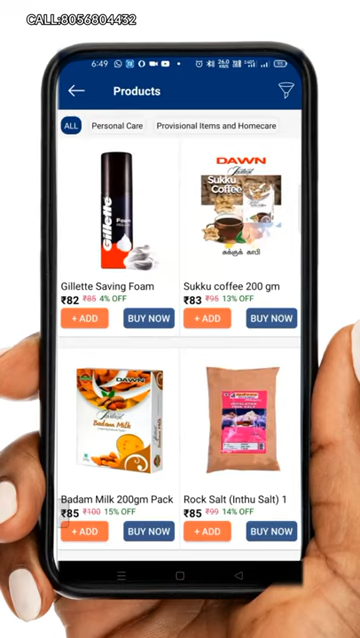 CALL:8056804432
6:49
Products
ALL Personal Care Provisional Items and Homecare
Gillette Foam
DAWN
Sukku
Coffee
சுக்குக் காபி
Gillette Saving Foam
₹82 ₹85 4% OFF
+ ADD BUY NOW
Sukku coffee 200 gm
₹83 ₹95 13% OFF
+ ADD BUY NOW
DAWN
Badam Milk
Badam Milk 200gm Pack
₹85 ₹100 15% OFF
+ ADD BUY NOW
Rock Salt (Inthu Salt) 1
₹85 ₹99 14% OFF
+ ADD BUY NOW